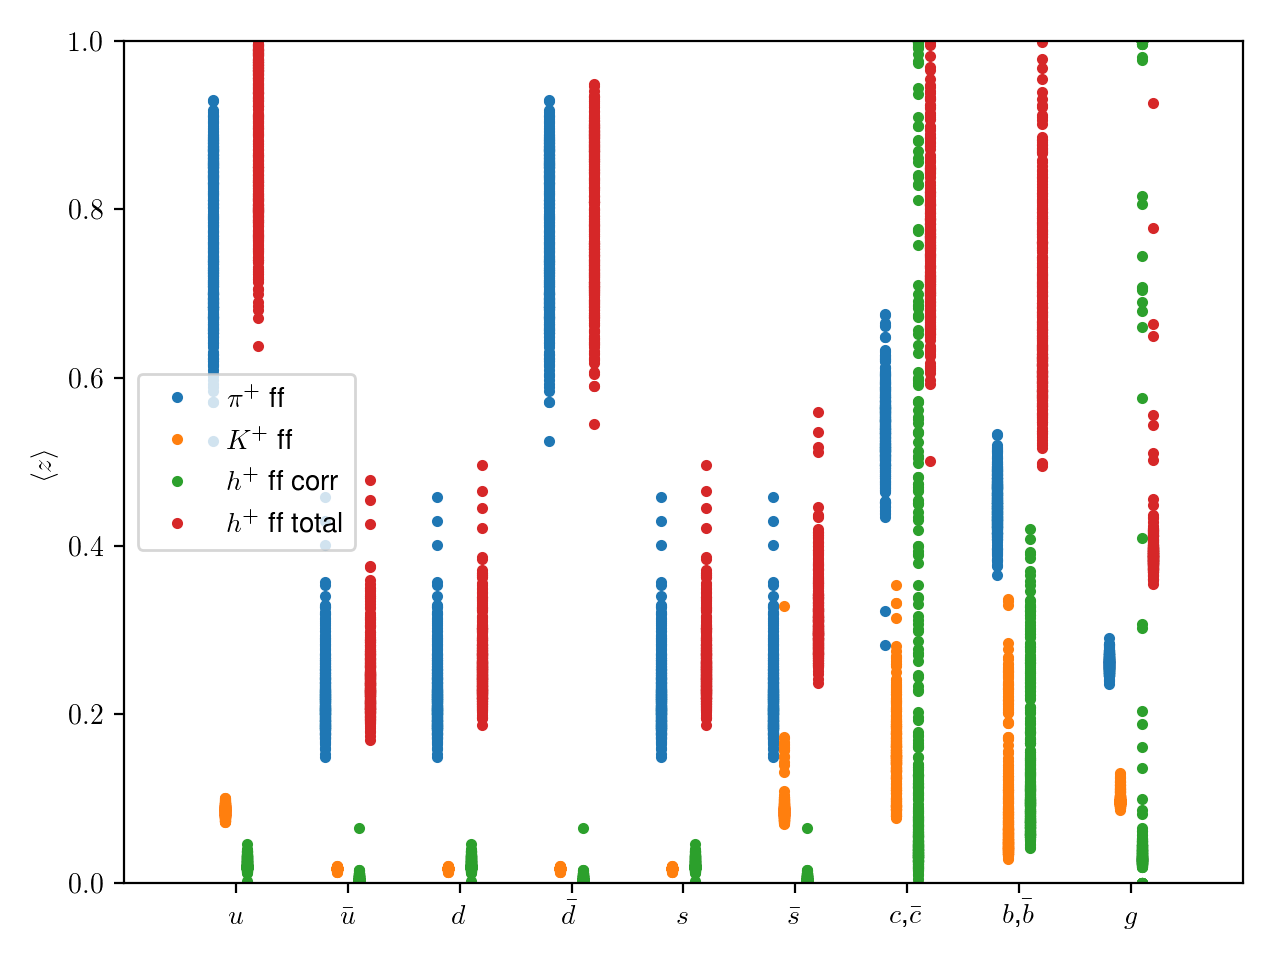 1.0
0.8
0.6
0.4
0.2
0.0
⟨z⟩
π⁺ ff
K⁺ ff
h⁺ ff corr
h⁺ ff total
u ū d d̄ s s̄ c,c̄ b,b̄ g